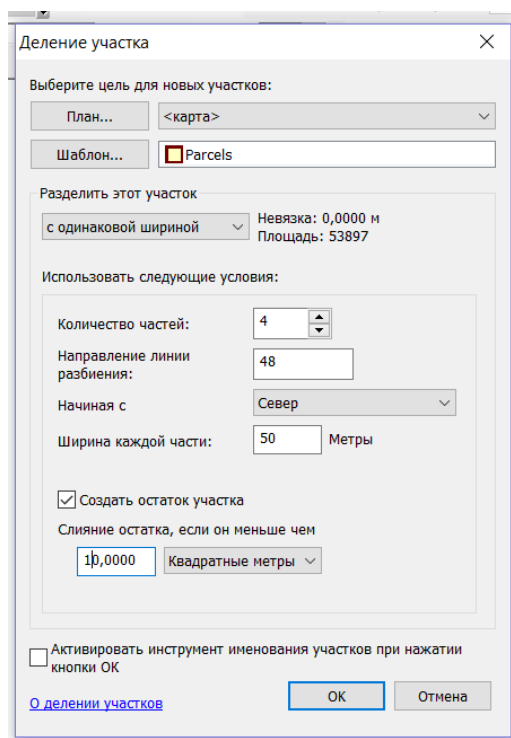 Деление участка
Выберите цель для новых участков:
План... <карта>
Шаблон... Parcels
Разделить этот участок
с одинаковой шириной Невязка: 0,0000 м
Площадь: 53897
Использовать следующие условия:
Количество частей: 4
Направление линии
разбиения: 48
Начиная с Север
Ширина каждой части: 50 Метры
Создать остаток участка
Слияние остатка, если он меньше чем
10,0000 Квадратные метры
Активировать инструмент именования участков при нажатии
кнопки ОК
О делении участков ОК Отмена